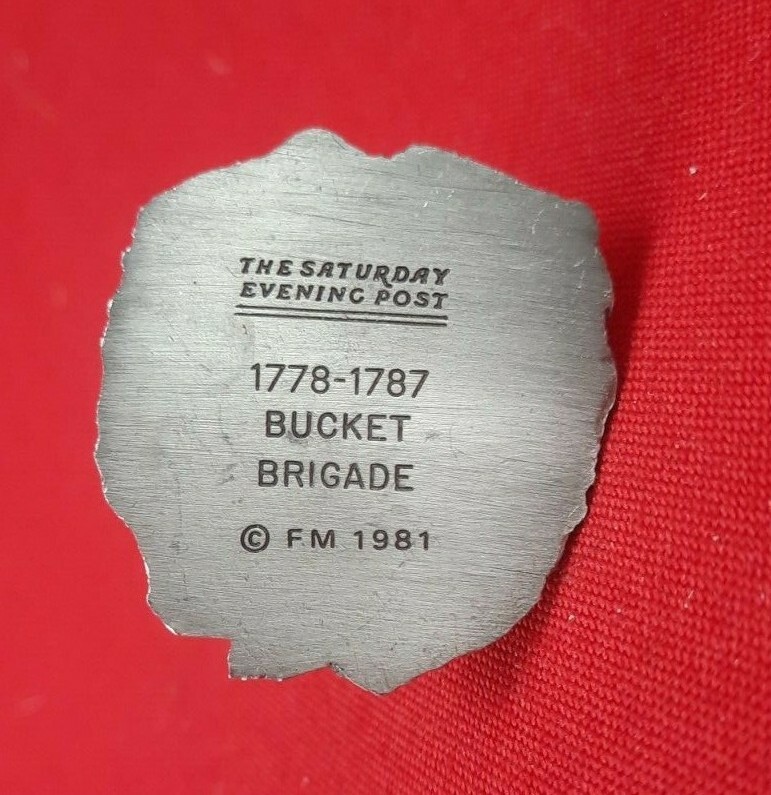 THE SATURDAY
EVENING POST
1778-1787
BUCKET
BRIGADE
© FM 1981